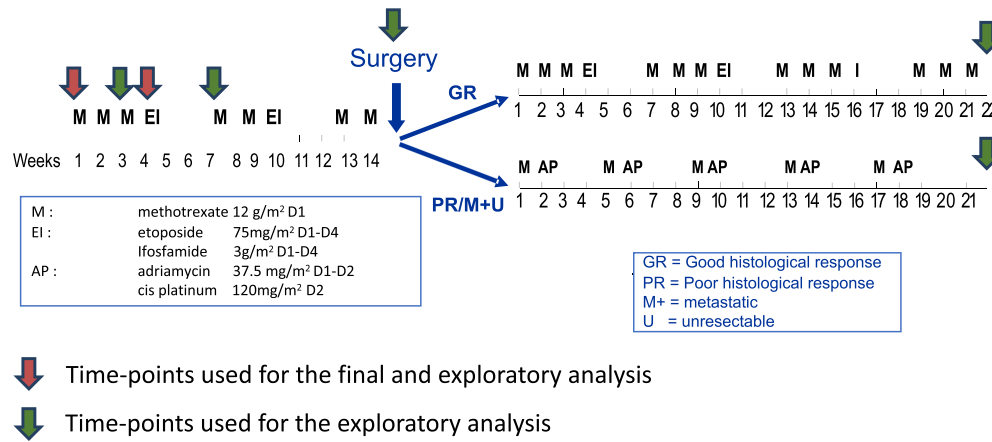 Surgery
M M M EI M M EI M M
Weeks 1 2 3 4 5 6 7 8 9 10 11 12 13 14
GR
M M M EI M M M EI M M M I M M M
1 2 3 4 5 6 7 8 9 10 11 12 13 14 15 16 17 18 19 20 21 22
PR/M+U
M AP M AP M AP M AP M AP
1 2 3 4 5 6 7 8 9 10 11 12 13 14 15 16 17 18 19 20 21
M : methotrexate 12 g/m² D1
EI : etoposide 75mg/m² D1-D4
Ifosfamide 3g/m² D1-D4
AP : adriamycin 37.5 mg/m² D1-D2
cis platinum 120mg/m² D2
GR = Good histological response
PR = Poor histological response
M+ = metastatic
U = unresectable
Time-points used for the final and exploratory analysis
Time-points used for the exploratory analysis